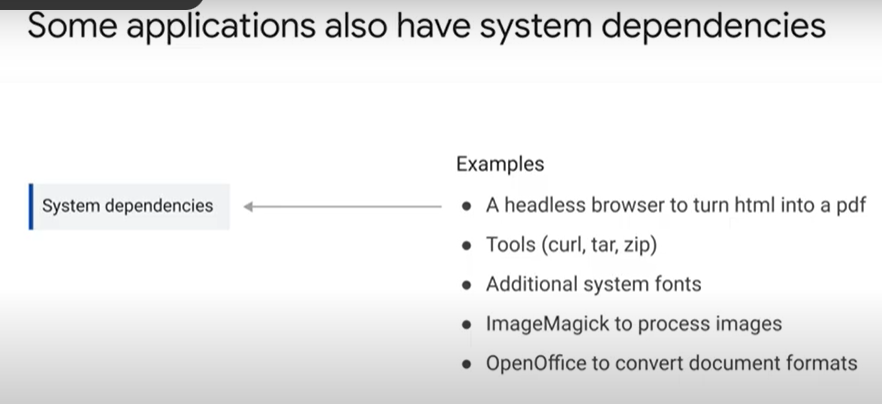 Some applications also have system dependencies
System dependencies
Examples
• A headless browser to turn html into a pdf
• Tools (curl, tar, zip)
• Additional system fonts
• ImageMagick to process images
• OpenOffice to convert document formats